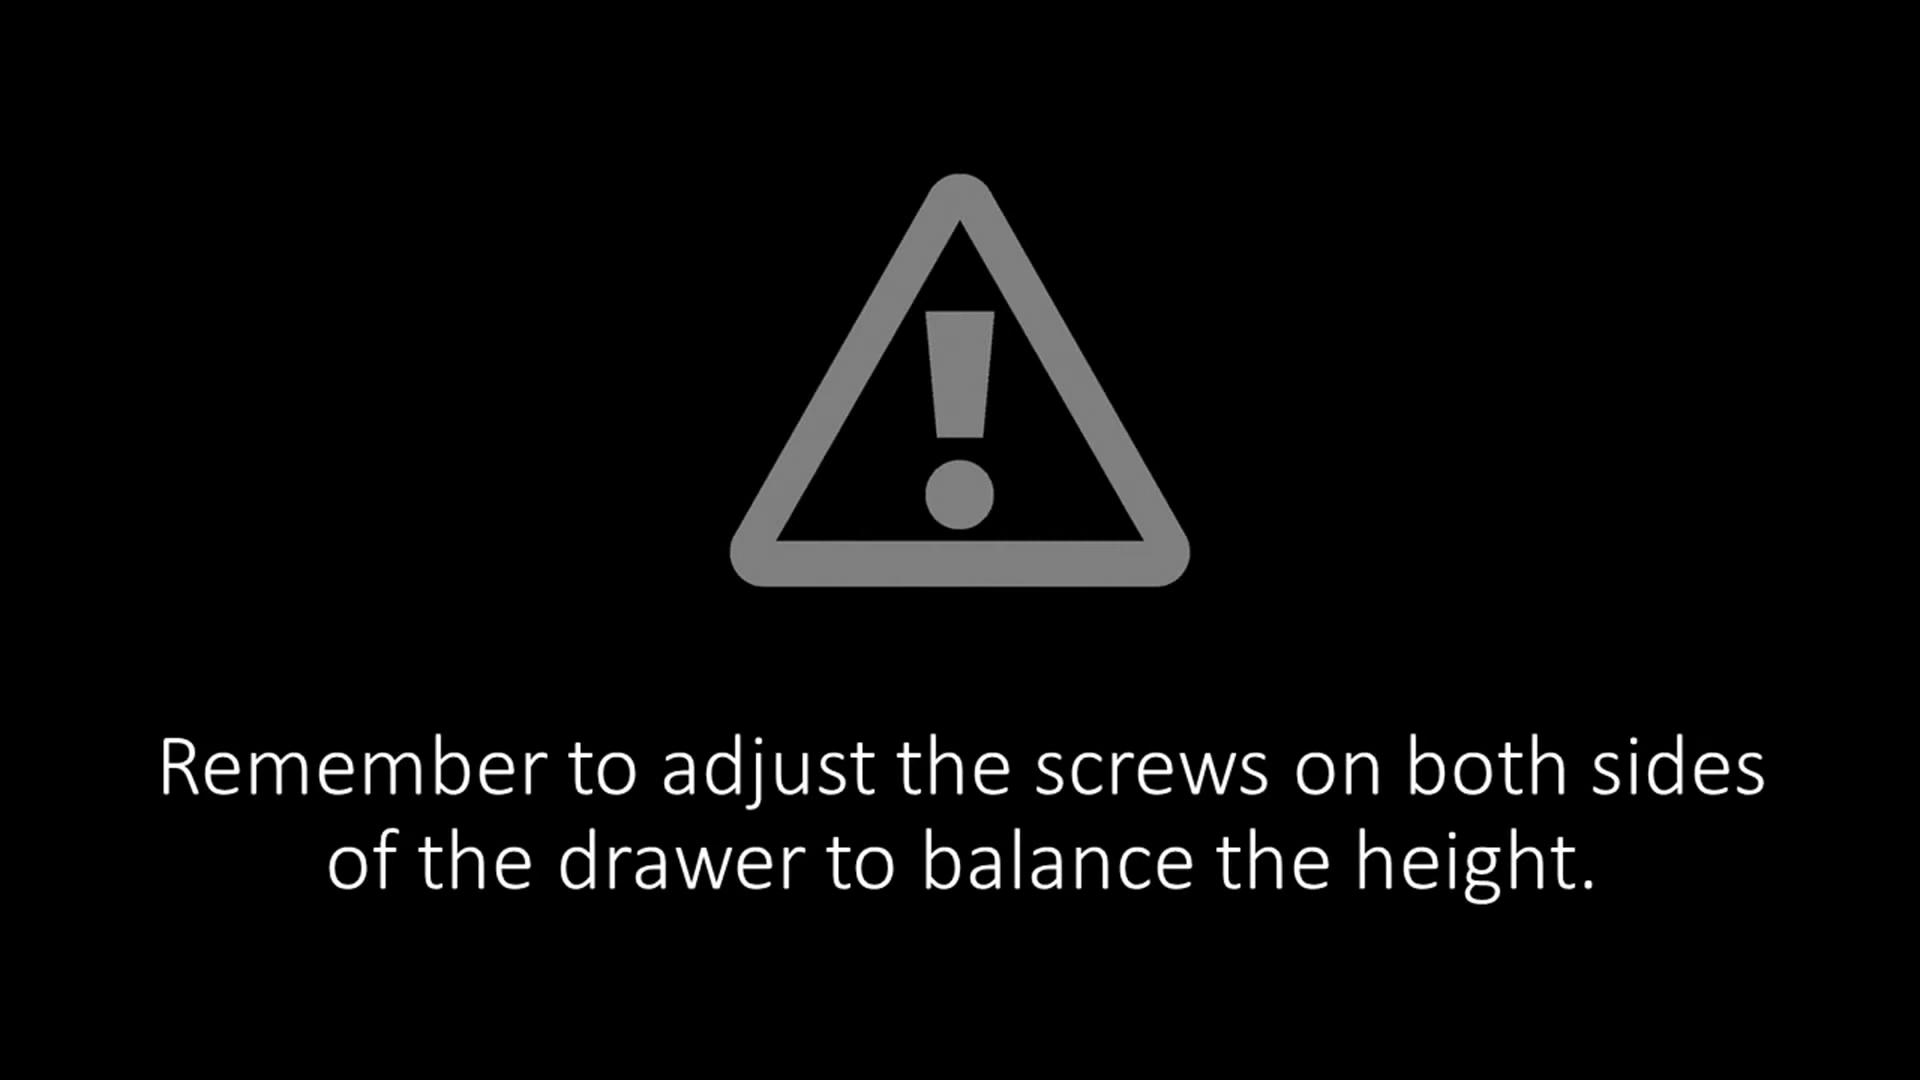 Remember to adjust the screws on both sides
of the drawer to balance the height.